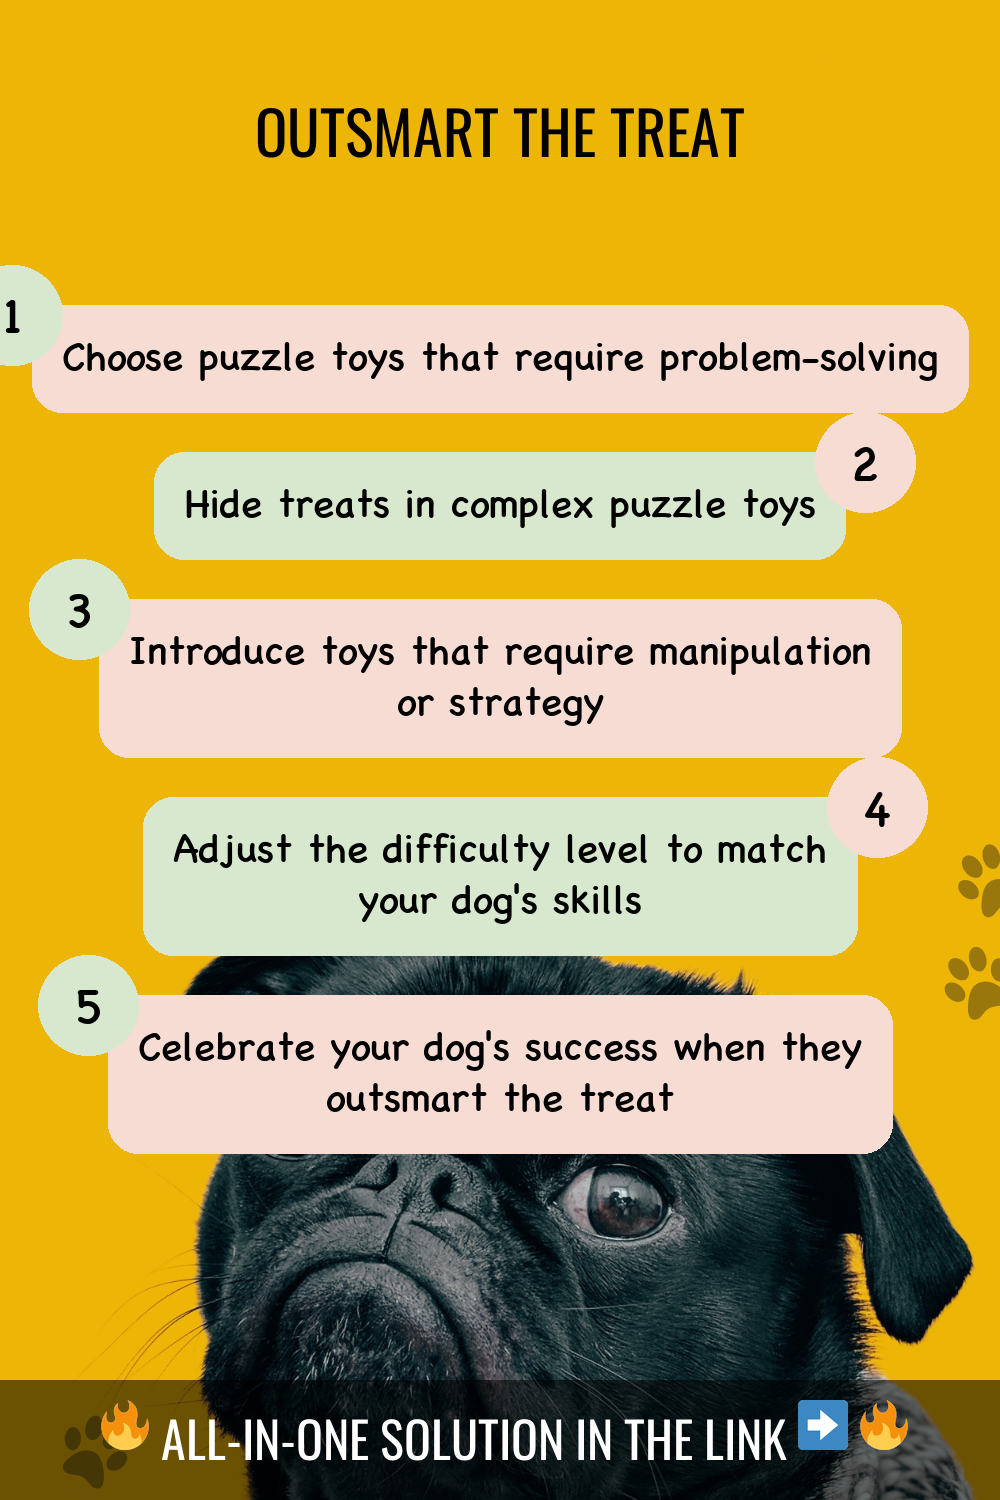 OUTSMART THE TREAT
1
Choose puzzle toys that require problem-solving
2
Hide treats in complex puzzle toys
3
Introduce toys that require manipulation
or strategy
4
Adjust the difficulty level to match
your dog's skills
5
Celebrate your dog's success when they
outsmart the treat
🔥 ALL-IN-ONE SOLUTION IN THE LINK ➡️ 🔥